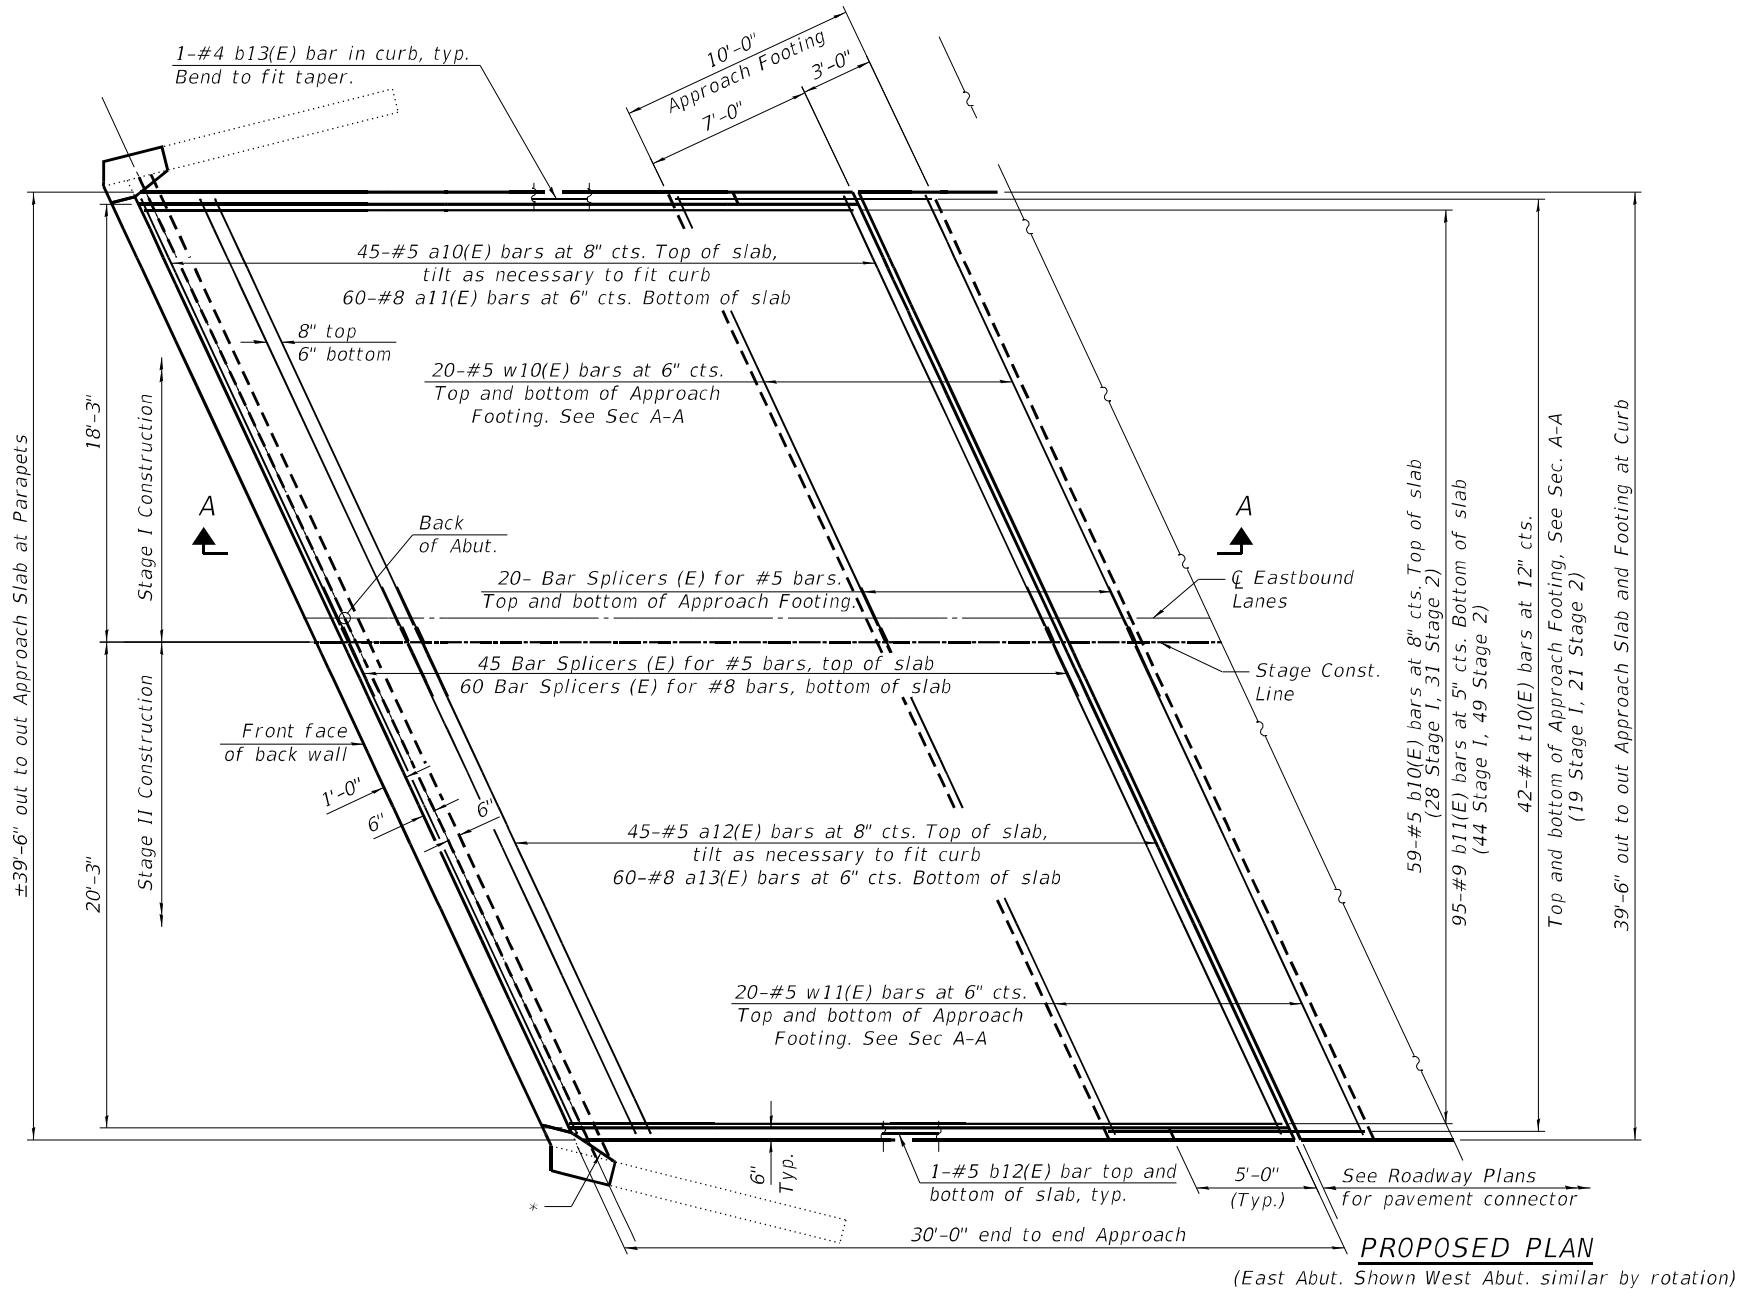 1-#4 b13(E) bar in curb, typ.
Bend to fit taper.
10'-0"
Approach Footing
3'-0"
7'-0"
45-#5 a10(E) bars at 8" cts. Top of slab,
tilt as necessary to fit curb
60-#8 a11(E) bars at 6" cts. Bottom of slab
8" top
6" bottom
20-#5 w10(E) bars at 6" cts.
Top and bottom of Approach
Footing. See Sec A-A
±39'-6" out to out Approach Slab at Parapets
18'-3"
Stage I Construction
A
A
Back
of Abut.
20- Bar Splicers (E) for #5 bars.
Top and bottom of Approach Footing.
℄ Eastbound
Lanes
45 Bar Splicers (E) for #5 bars, top of slab
60 Bar Splicers (E) for #8 bars, bottom of slab
Stage Const.
Line
20'-3"
Stage II Construction
Front face
of back wall
1'-0"
6"
6"
45-#5 a12(E) bars at 8" cts. Top of slab,
tilt as necessary to fit curb
60-#8 a13(E) bars at 6" cts. Bottom of slab
20-#5 w11(E) bars at 6" cts.
Top and bottom of Approach
Footing. See Sec A-A
59-#5 b10(E) bars at 8" cts. Top of slab
(28 Stage I, 31 Stage 2)
95-#9 b11(E) bars at 5" cts. Bottom of slab
(44 Stage I, 49 Stage 2)
42-#4 t10(E) bars at 12" cts.
Top and bottom of Approach Footing, See Sec. A-A
(19 Stage I, 21 Stage 2)
39'-6" out to out Approach Slab and Footing at Curb
*
6"
Typ.
1-#5 b12(E) bar top and
bottom of slab, typ.
5'-0"
(Typ.)
See Roadway Plans
for pavement connector
30'-0" end to end Approach
PROPOSED PLAN
(East Abut. Shown West Abut. similar by rotation)